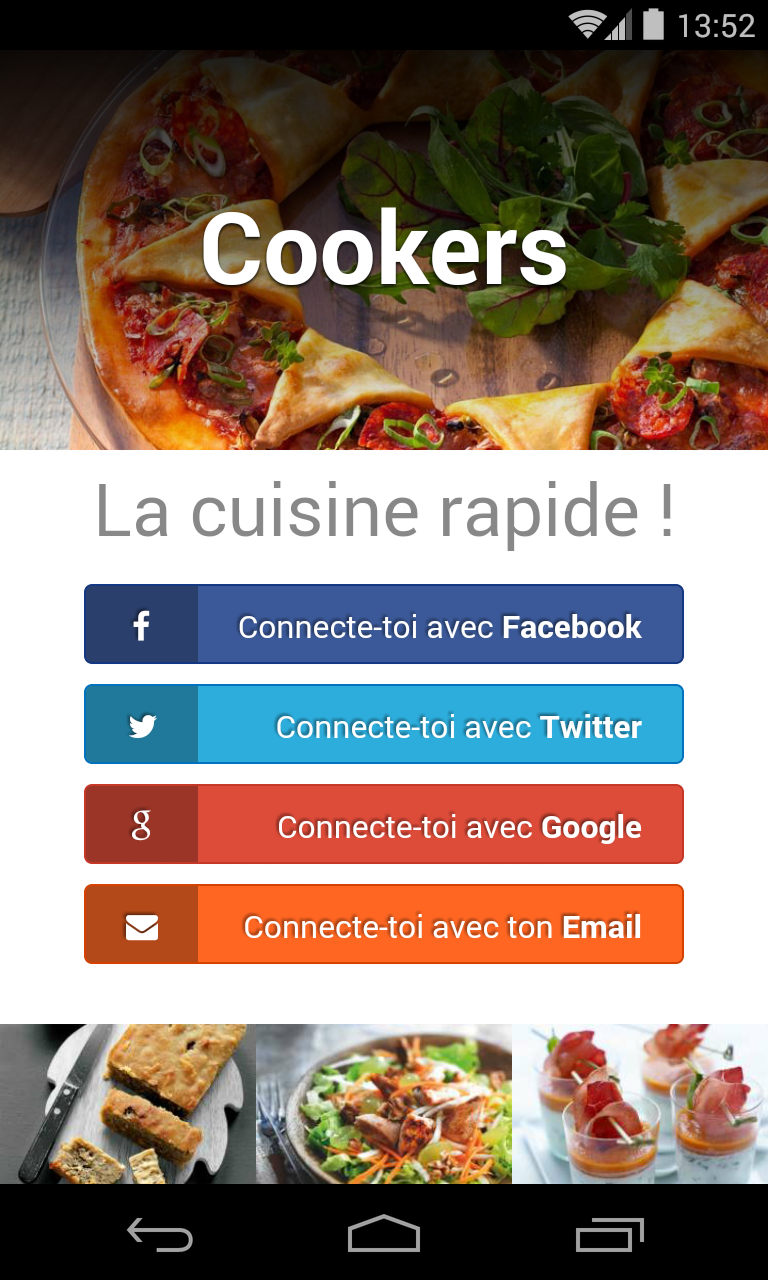 13:52
Cookers
La cuisine rapide !
Connecte-toi avec Facebook
Connecte-toi avec Twitter
Connecte-toi avec Google
Connecte-toi avec ton Email